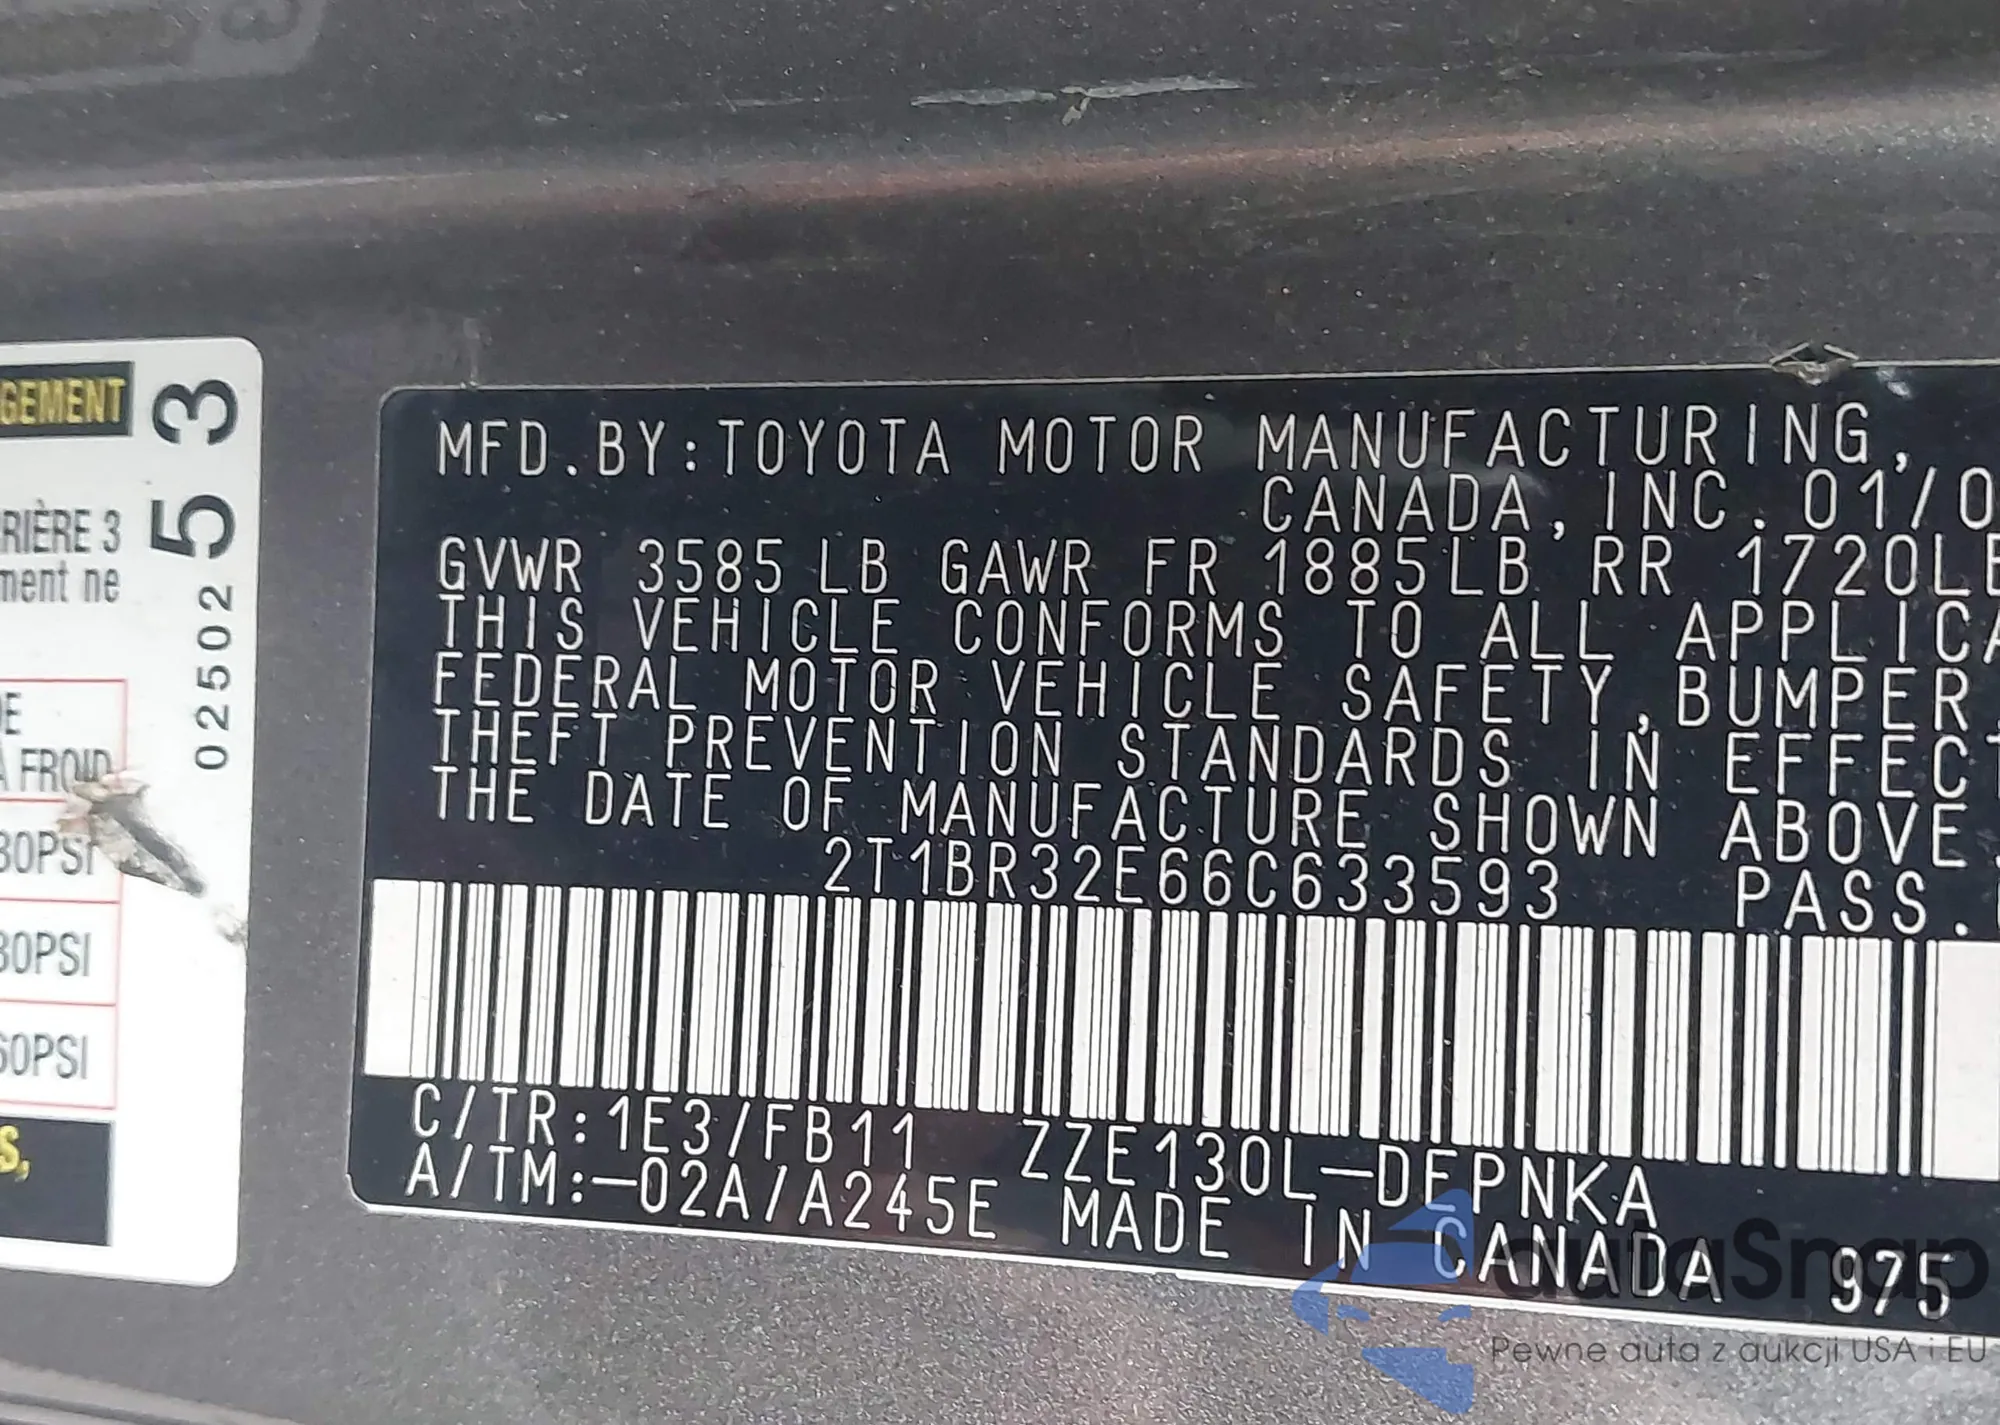 GEMENT
53
02502
RIÈRE 3
ment ne
DE
À FROID
30PSI
30PSI
60PSI
S,
MFD.BY:TOYOTA MOTOR MANUFACTURING,
CANADA,INC. 01/0
GVWR 3585LB GAWR FR 1885LB RR 1720LB
THIS VEHICLE CONFORMS TO ALL APPLICA
FEDERAL MOTOR VEHICLE SAFETY,BUMPER,
THEFT PREVENTION STANDARDS IN EFFECT
THE DATE OF MANUFACTURE SHOWN ABOVE.
2T1BR32E66C633593 PASS.
C/TR:1E3/FB11 ZZE130L-DEPNKA
A/TM:-02A/A245E MADE IN CANADA 975
autaSnap
Pewne auta z aukcji USA i EU